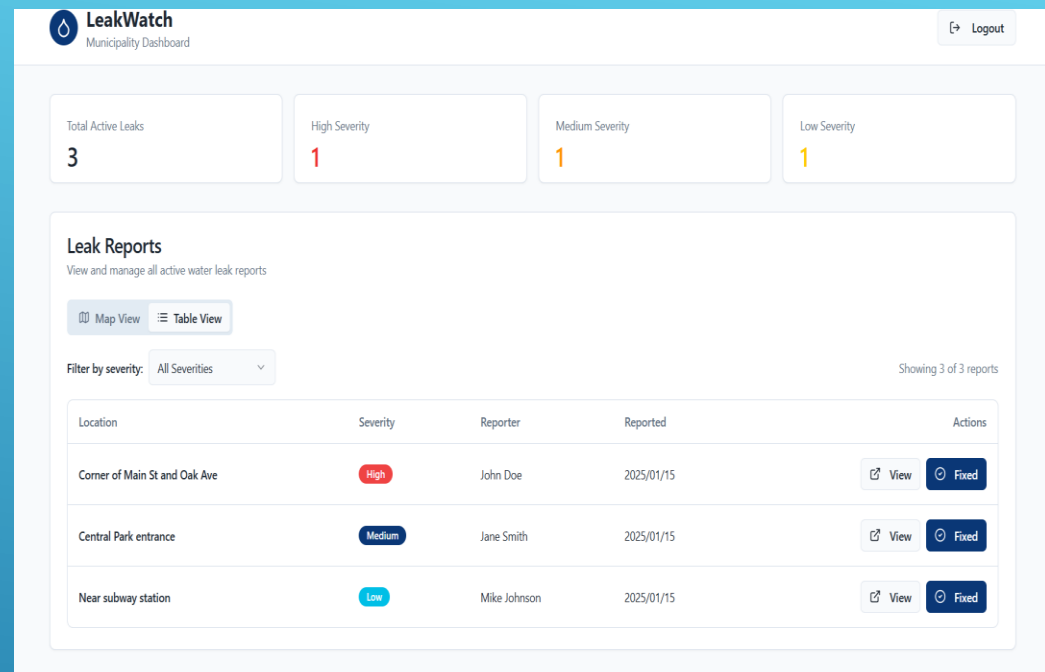 LeakWatch
Municipality Dashboard
Logout
Total Active Leaks
3
High Severity
1
Medium Severity
1
Low Severity
1
Leak Reports
View and manage all active water leak reports
Map View Table View
Filter by severity: All Severities Showing 3 of 3 reports
Location Severity Reporter Reported Actions
Corner of Main St and Oak Ave High John Doe 2025/01/15 View Fixed
Central Park entrance Medium Jane Smith 2025/01/15 View Fixed
Near subway station Low Mike Johnson 2025/01/15 View Fixed